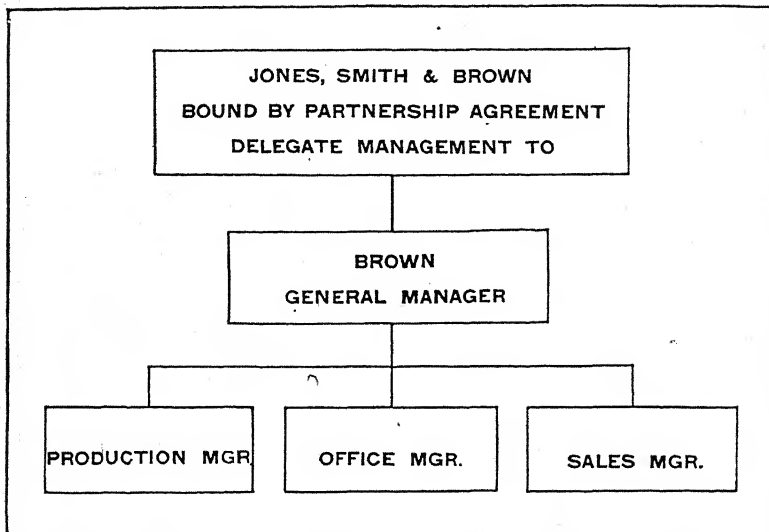 JONES, SMITH & BROWN
BOUND BY PARTNERSHIP AGREEMENT
DELEGATE MANAGEMENT TO
BROWN
GENERAL MANAGER
PRODUCTION MGR
OFFICE MGR.
SALES MGR.